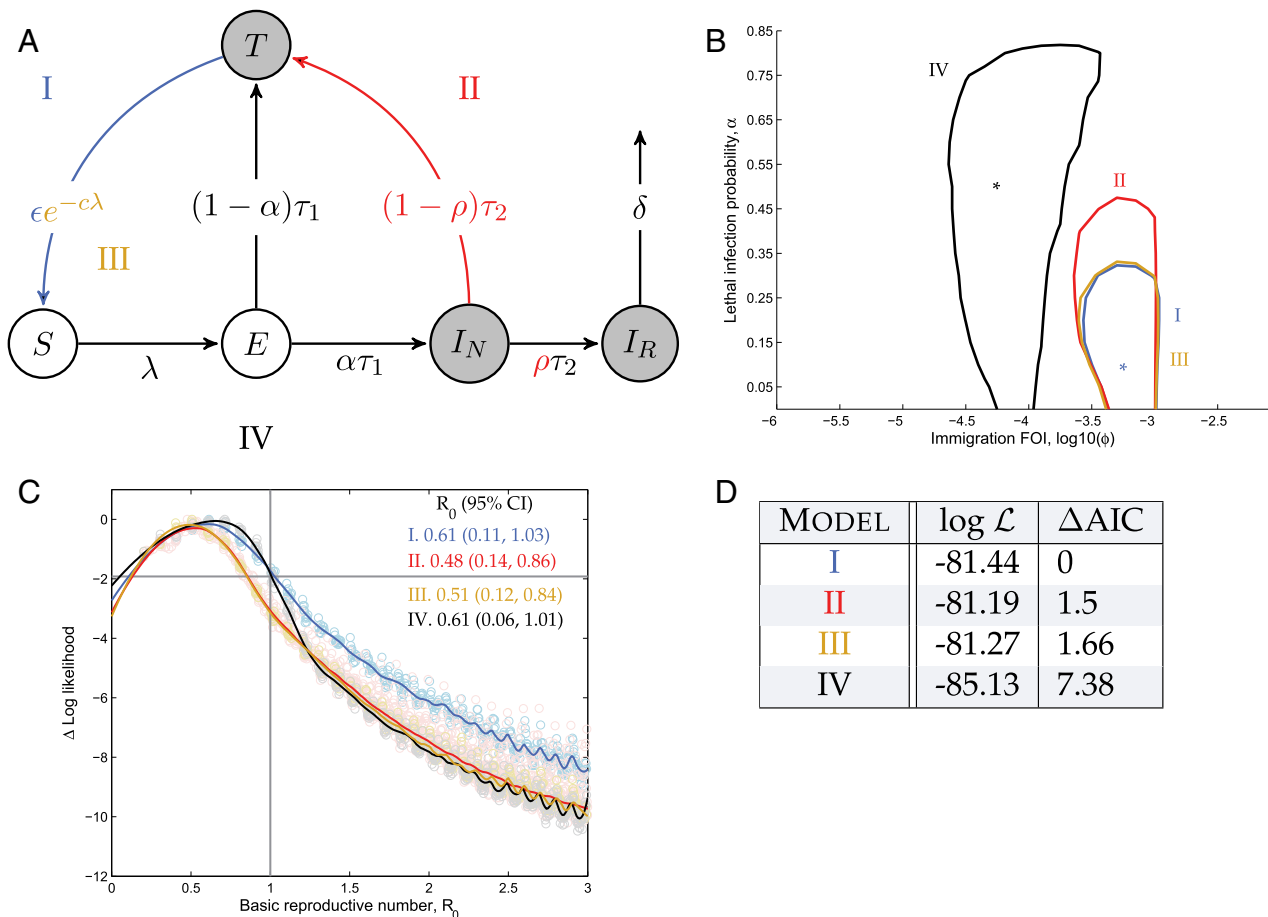 A
T
I
II
ϵe^{-cλ}
(1 − α)τ₁
(1 − ρ)τ₂
δ
III
S
E
I_N
I_R
λ
ατ₁
ρτ₂
IV
B
Lethal infection probability, α
0.85
0.75
0.65
0.55
0.45
0.35
0.25
0.15
0.05
IV
*
II
I
III
*
−6 −5 −4.5 −4 −3.5 −3 −2.5
Immigration FOI, log10(ϕ)
C
Δ Log likelihood
0
−2
−4
−6
−8
−10
−12
R₀ (95% CI)
I. 0.61 (0.11, 1.03)
II. 0.48 (0.14, 0.86)
III. 0.51 (0.12, 0.84)
IV. 0.61 (0.06, 1.01)
0 0.5 1 1.5 2 2.5 3
Basic reproductive number, R₀
D
MODEL log ℒ ΔAIC
I -81.44 0
II -81.19 1.5
III -81.27 1.66
IV -85.13 7.38